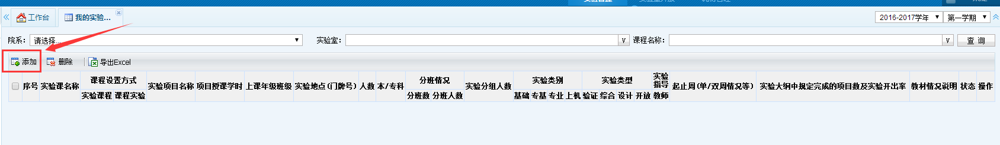 实验管理
工作台 我的实验... 2016-2017学年 第一学期
院系： 请选择... 实验室： 课程名称： 查 询
添加 删除 导出Excel
序号 实验课名称 课程设置方式 实验项目名称 项目授课学时 上课年级班级 实验地点(门牌号) 人数 本/专科 分班情况 实验分组人数 实验类别 实验类型 实验指导教师 起止周(单/双周情况等) 实验大纲中规定完成的项目数及实验开出率 教材情况说明 状态 操作
实验课程 课程实验 分班数 分班人数 基础 专基 专业 上机 验证 综合 设计 开放